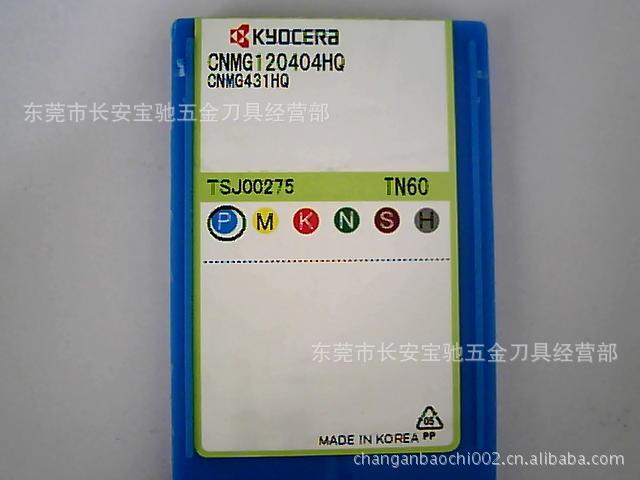 KYOCERa
CNMG120404HQ
CNMG431HQ
东莞市长安宝驰五金刀具经营部
TSJ00275 TN60
P M K N S H
东莞市长安宝驰五金刀具经营部
05
MADE IN KOREA PP
changanbaochi002.cn.alibaba.com